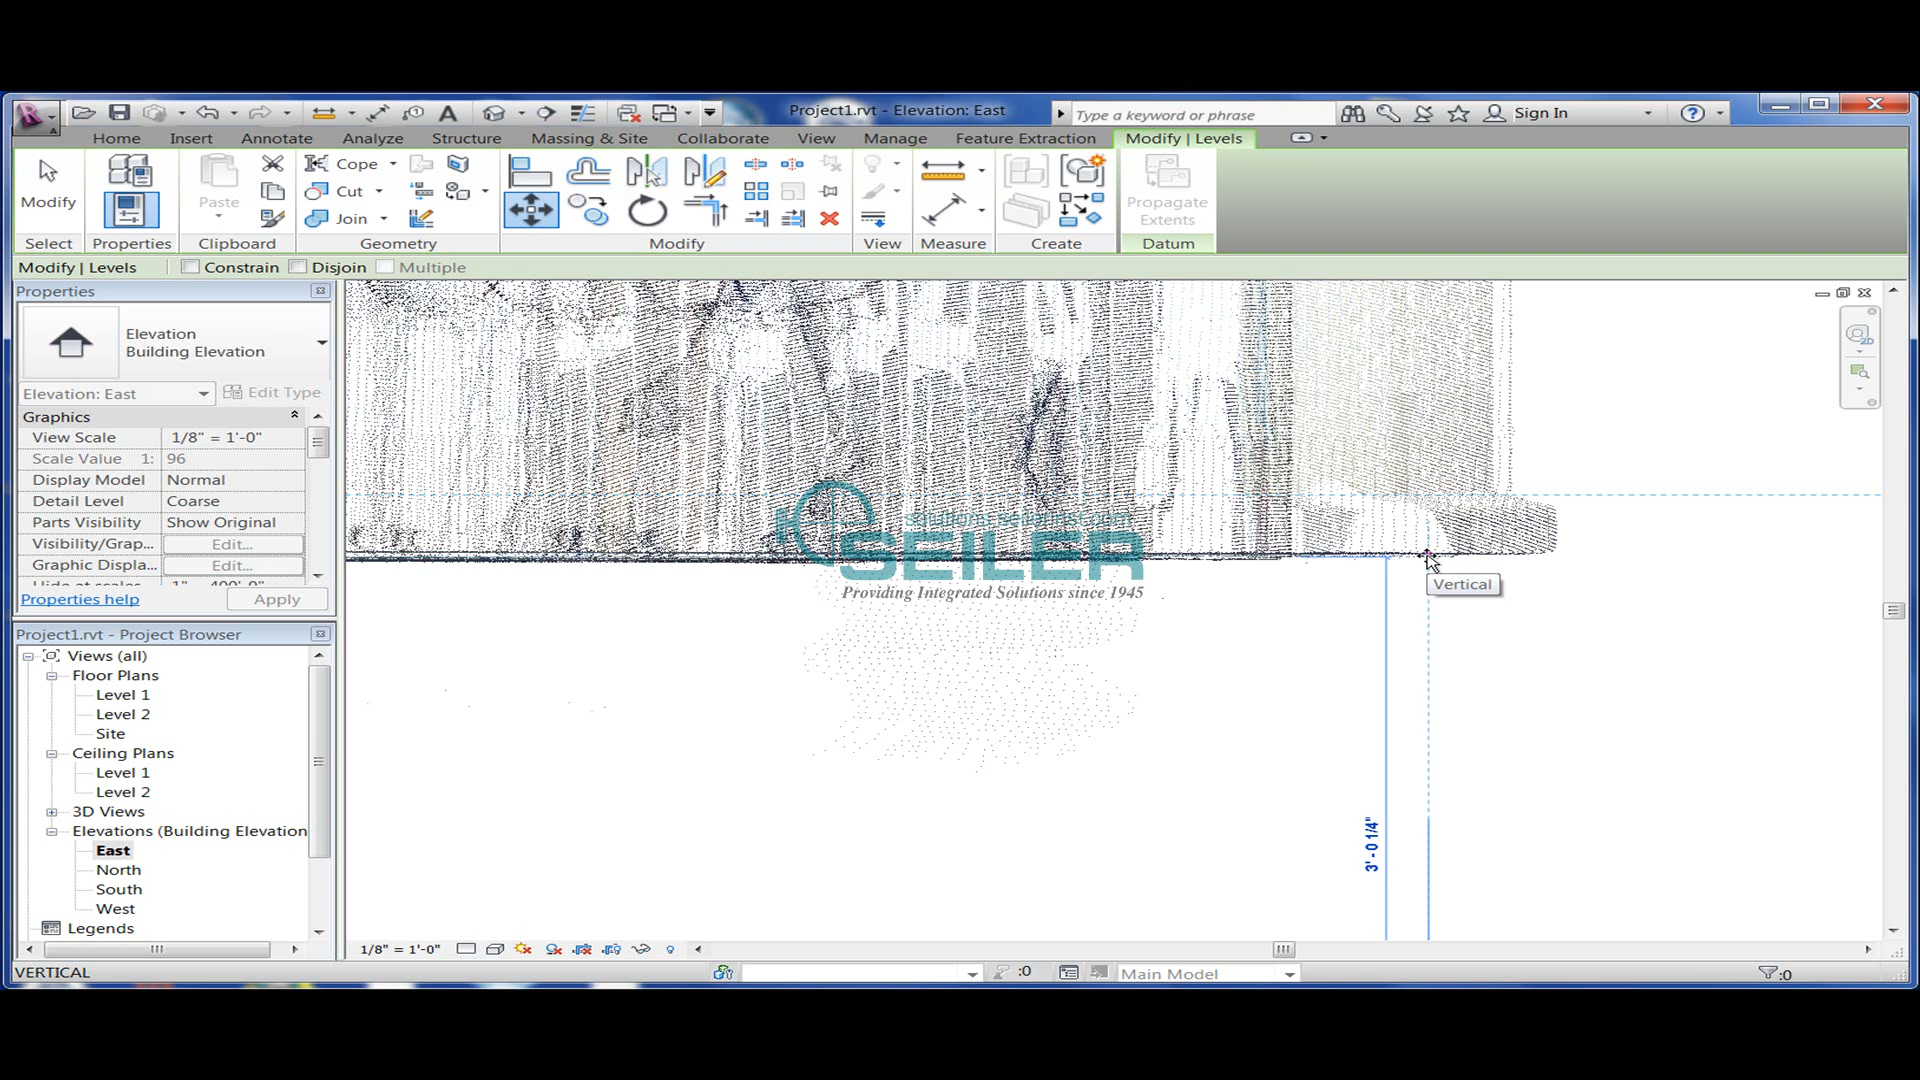 Project1.rvt - Elevation: East
Type a keyword or phrase
Sign In
Home
Insert
Annotate
Analyze
Structure
Massing & Site
Collaborate
View
Manage
Feature Extraction
Modify | Levels
Modify
Paste
Cope
Cut
Join
Propagate
Extents
Select
Properties
Clipboard
Geometry
Modify
View
Measure
Create
Datum
Modify | Levels
Constrain
Disjoin
Multiple
Properties
Elevation
Building Elevation
Elevation: East
Edit Type
Graphics
View Scale 1/8" = 1'-0"
Scale Value 1: 96
Display Model Normal
Detail Level Coarse
Parts Visibility Show Original
Visibility/Grap... Edit...
Graphic Displa... Edit...
Properties help
Apply
Project1.rvt - Project Browser
Views (all)
Floor Plans
Level 1
Level 2
Site
Ceiling Plans
Level 1
Level 2
3D Views
Elevations (Building Elevation
East
North
South
West
Legends
solutions.seilerinst.com
SEILER
Providing Integrated Solutions since 1945
Vertical
3' - 0 1/4"
1/8" = 1'-0"
VERTICAL
:0
Main Model
:0